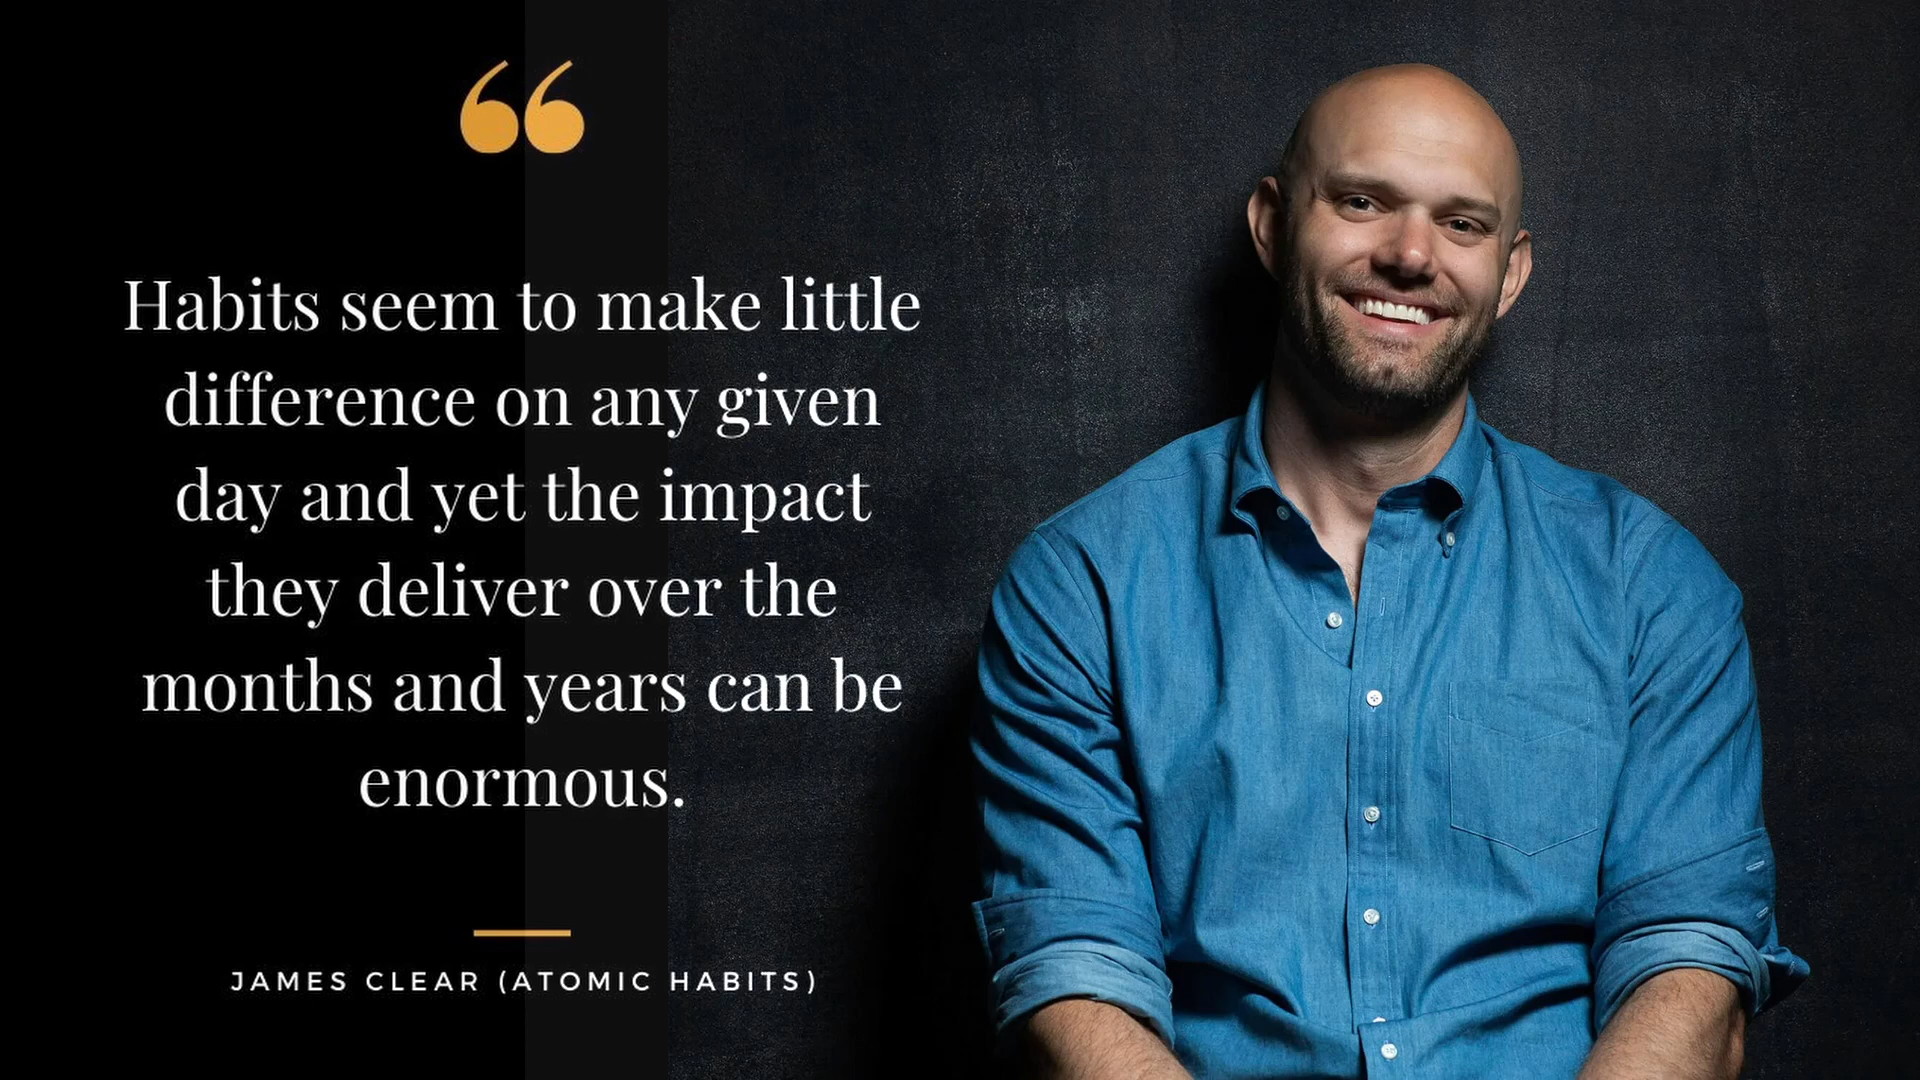 “
Habits seem to make little
difference on any given
day and yet the impact
they deliver over the
months and years can be
enormous.
JAMES CLEAR (ATOMIC HABITS)